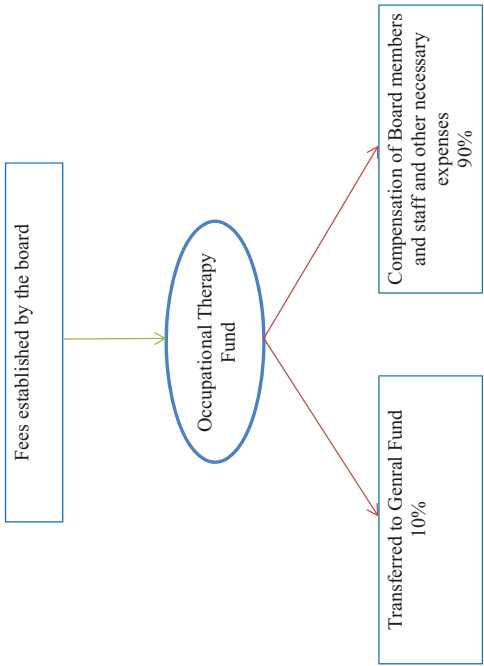 Fees established by the board
Occupational Therapy
Fund
Transferred to Genral Fund
10%
Compensation of Board members
and staff and other necessary
expenses
90%